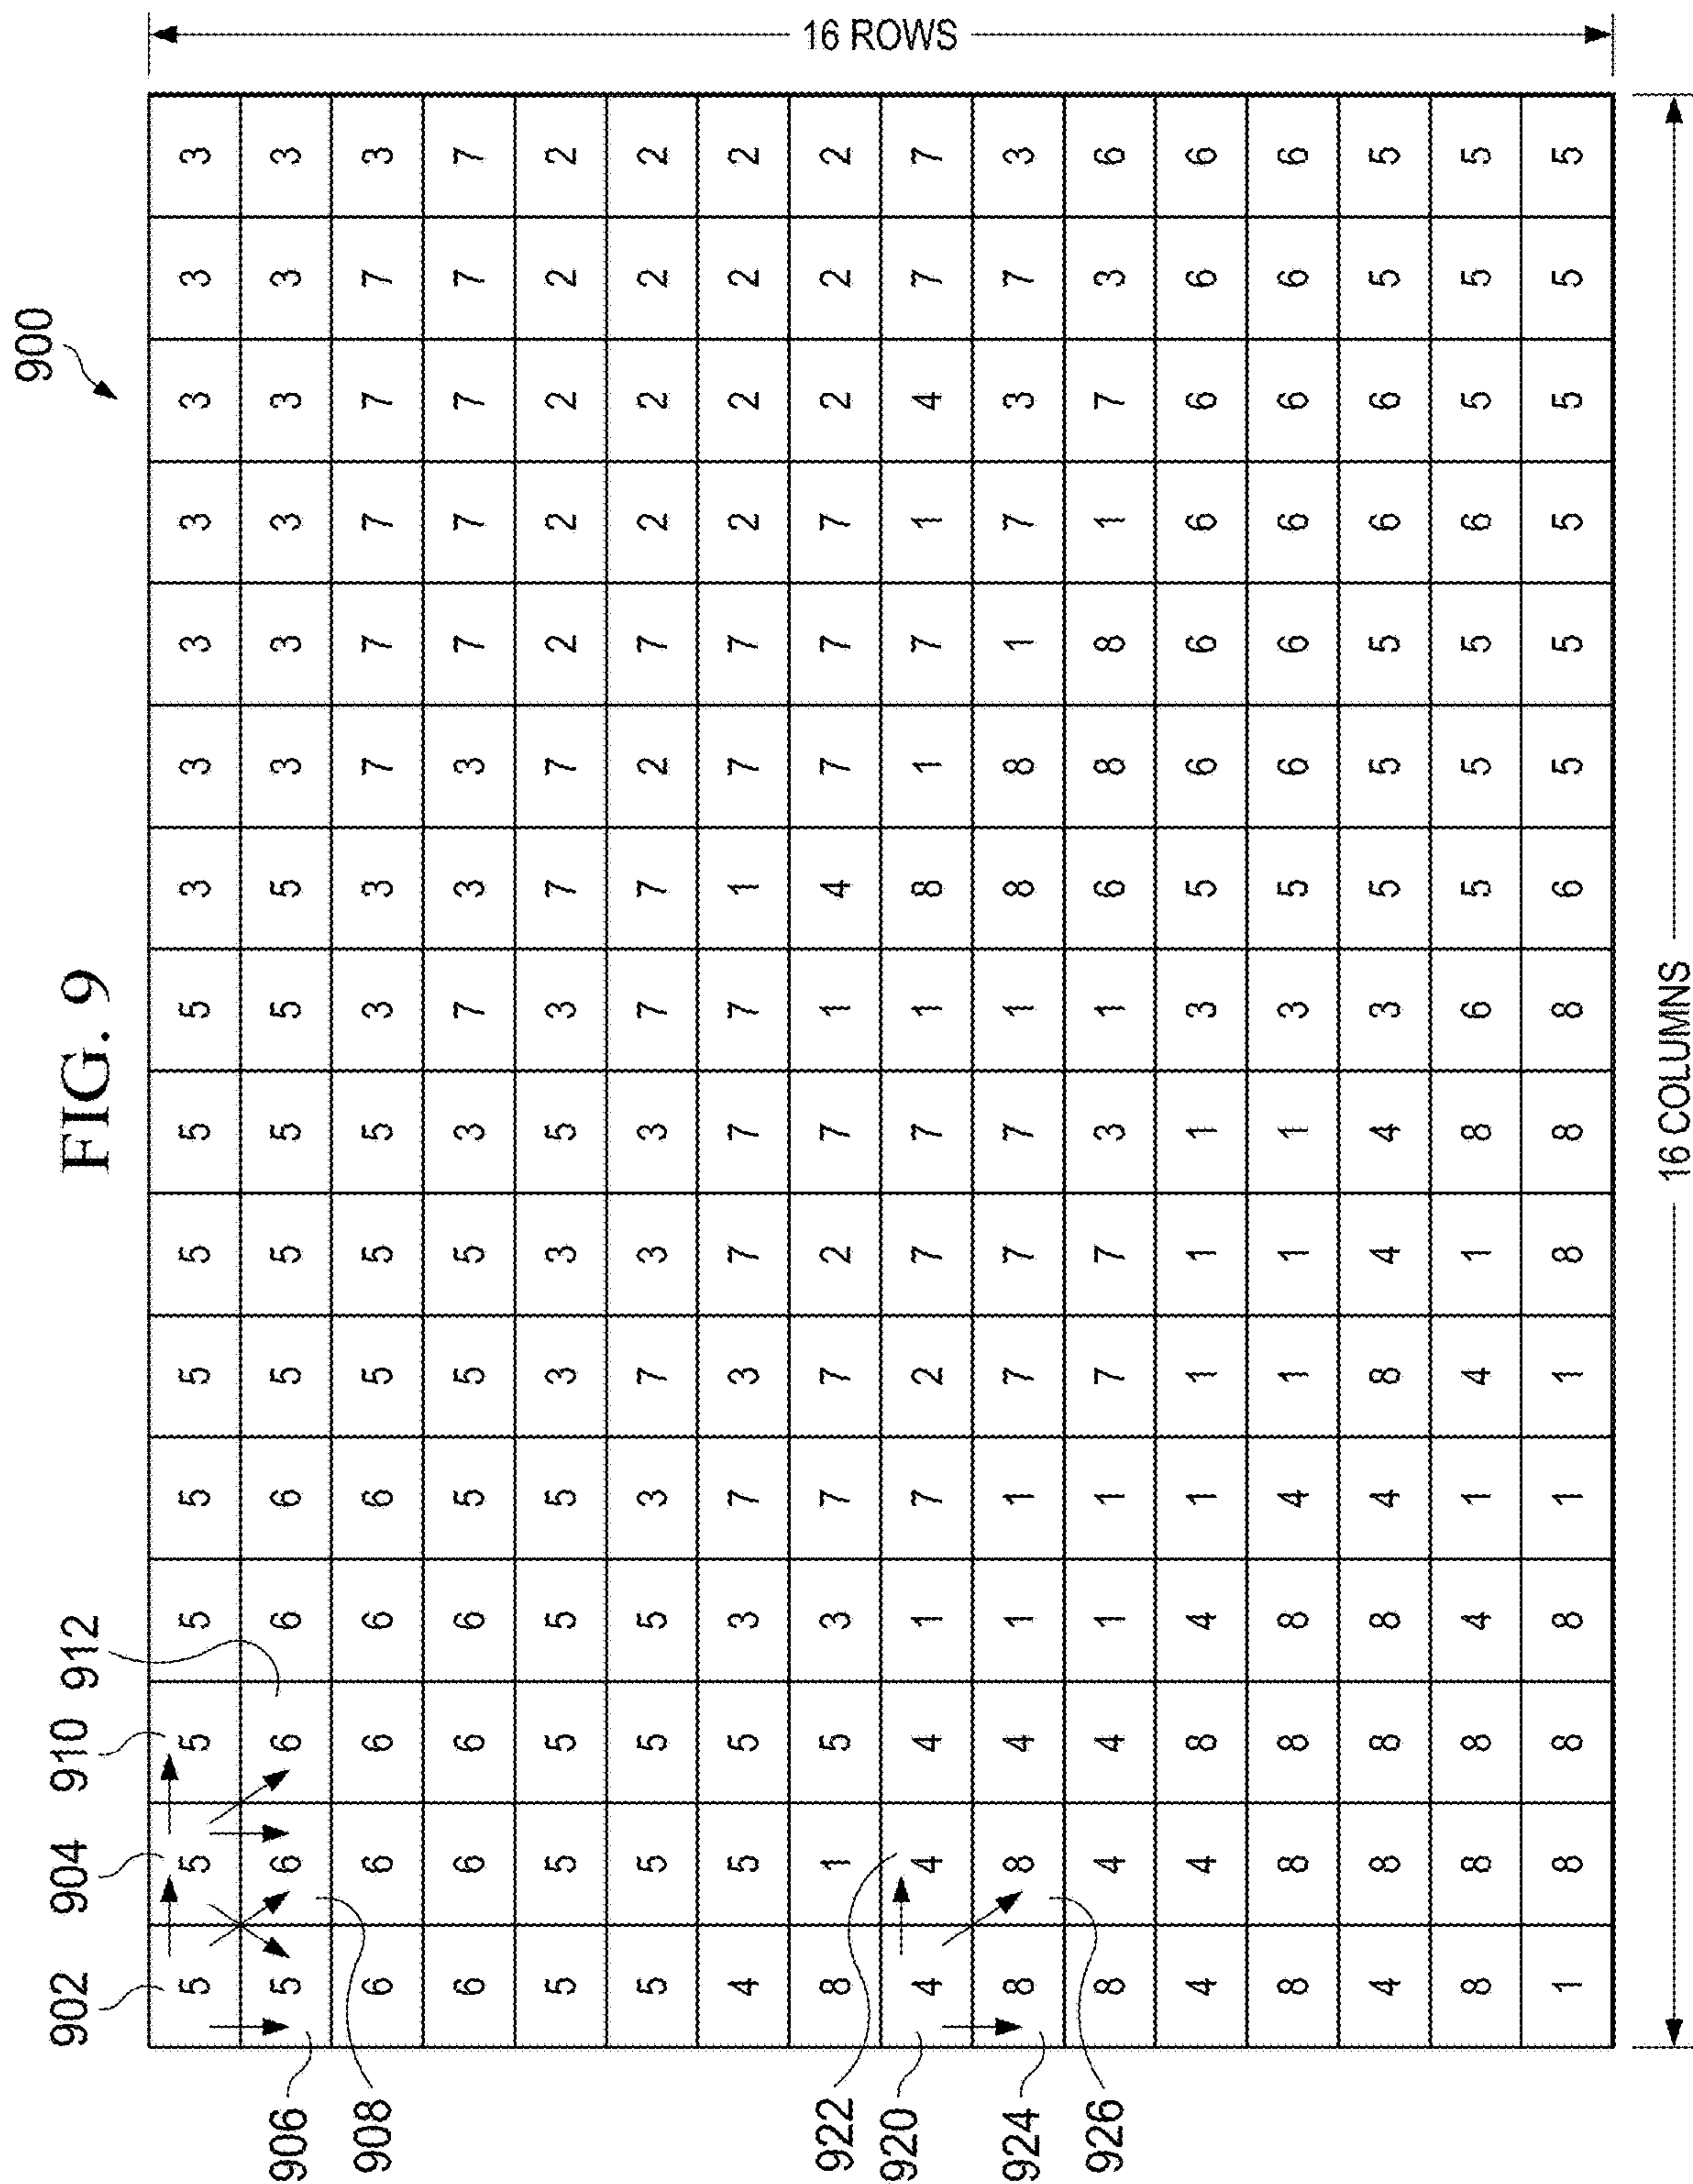 FIG. 9
900
902 904 910 912
5 5 5 5 5 5 5 5 5 3 3 3 3 3 3 3
906 5 6 6 6 6 5 5 5 5 5 3 3 3 3 3 3
908 6 6 6 6 6 5 5 5 3 3 7 7 7 7 7 3
6 6 6 6 5 5 5 3 7 3 3 7 7 7 7 7
5 5 5 5 5 3 3 5 3 7 7 2 2 2 2 2
5 5 5 5 3 7 3 3 7 7 2 7 2 2 2 2
4 5 5 3 7 3 7 7 7 1 7 7 2 2 2 2
922 8 1 5 3 7 7 2 7 1 4 7 7 7 2 2 2
920 4 4 4 1 7 2 7 7 1 8 1 7 1 4 7 7
924 8 8 4 1 1 7 7 7 1 8 8 1 7 3 7 3
926 8 4 4 1 1 7 7 3 1 6 8 8 1 7 3 6
4 4 8 4 1 1 1 1 3 5 6 6 6 6 6 6
8 8 8 8 4 1 1 1 3 5 6 6 6 6 6 6
4 8 8 8 4 8 4 4 3 5 5 5 6 6 5 5
8 8 8 4 1 4 1 8 6 5 5 5 6 5 5 5
1 8 8 8 1 1 8 8 8 6 5 5 5 5 5 5
16 ROWS
16 COLUMNS